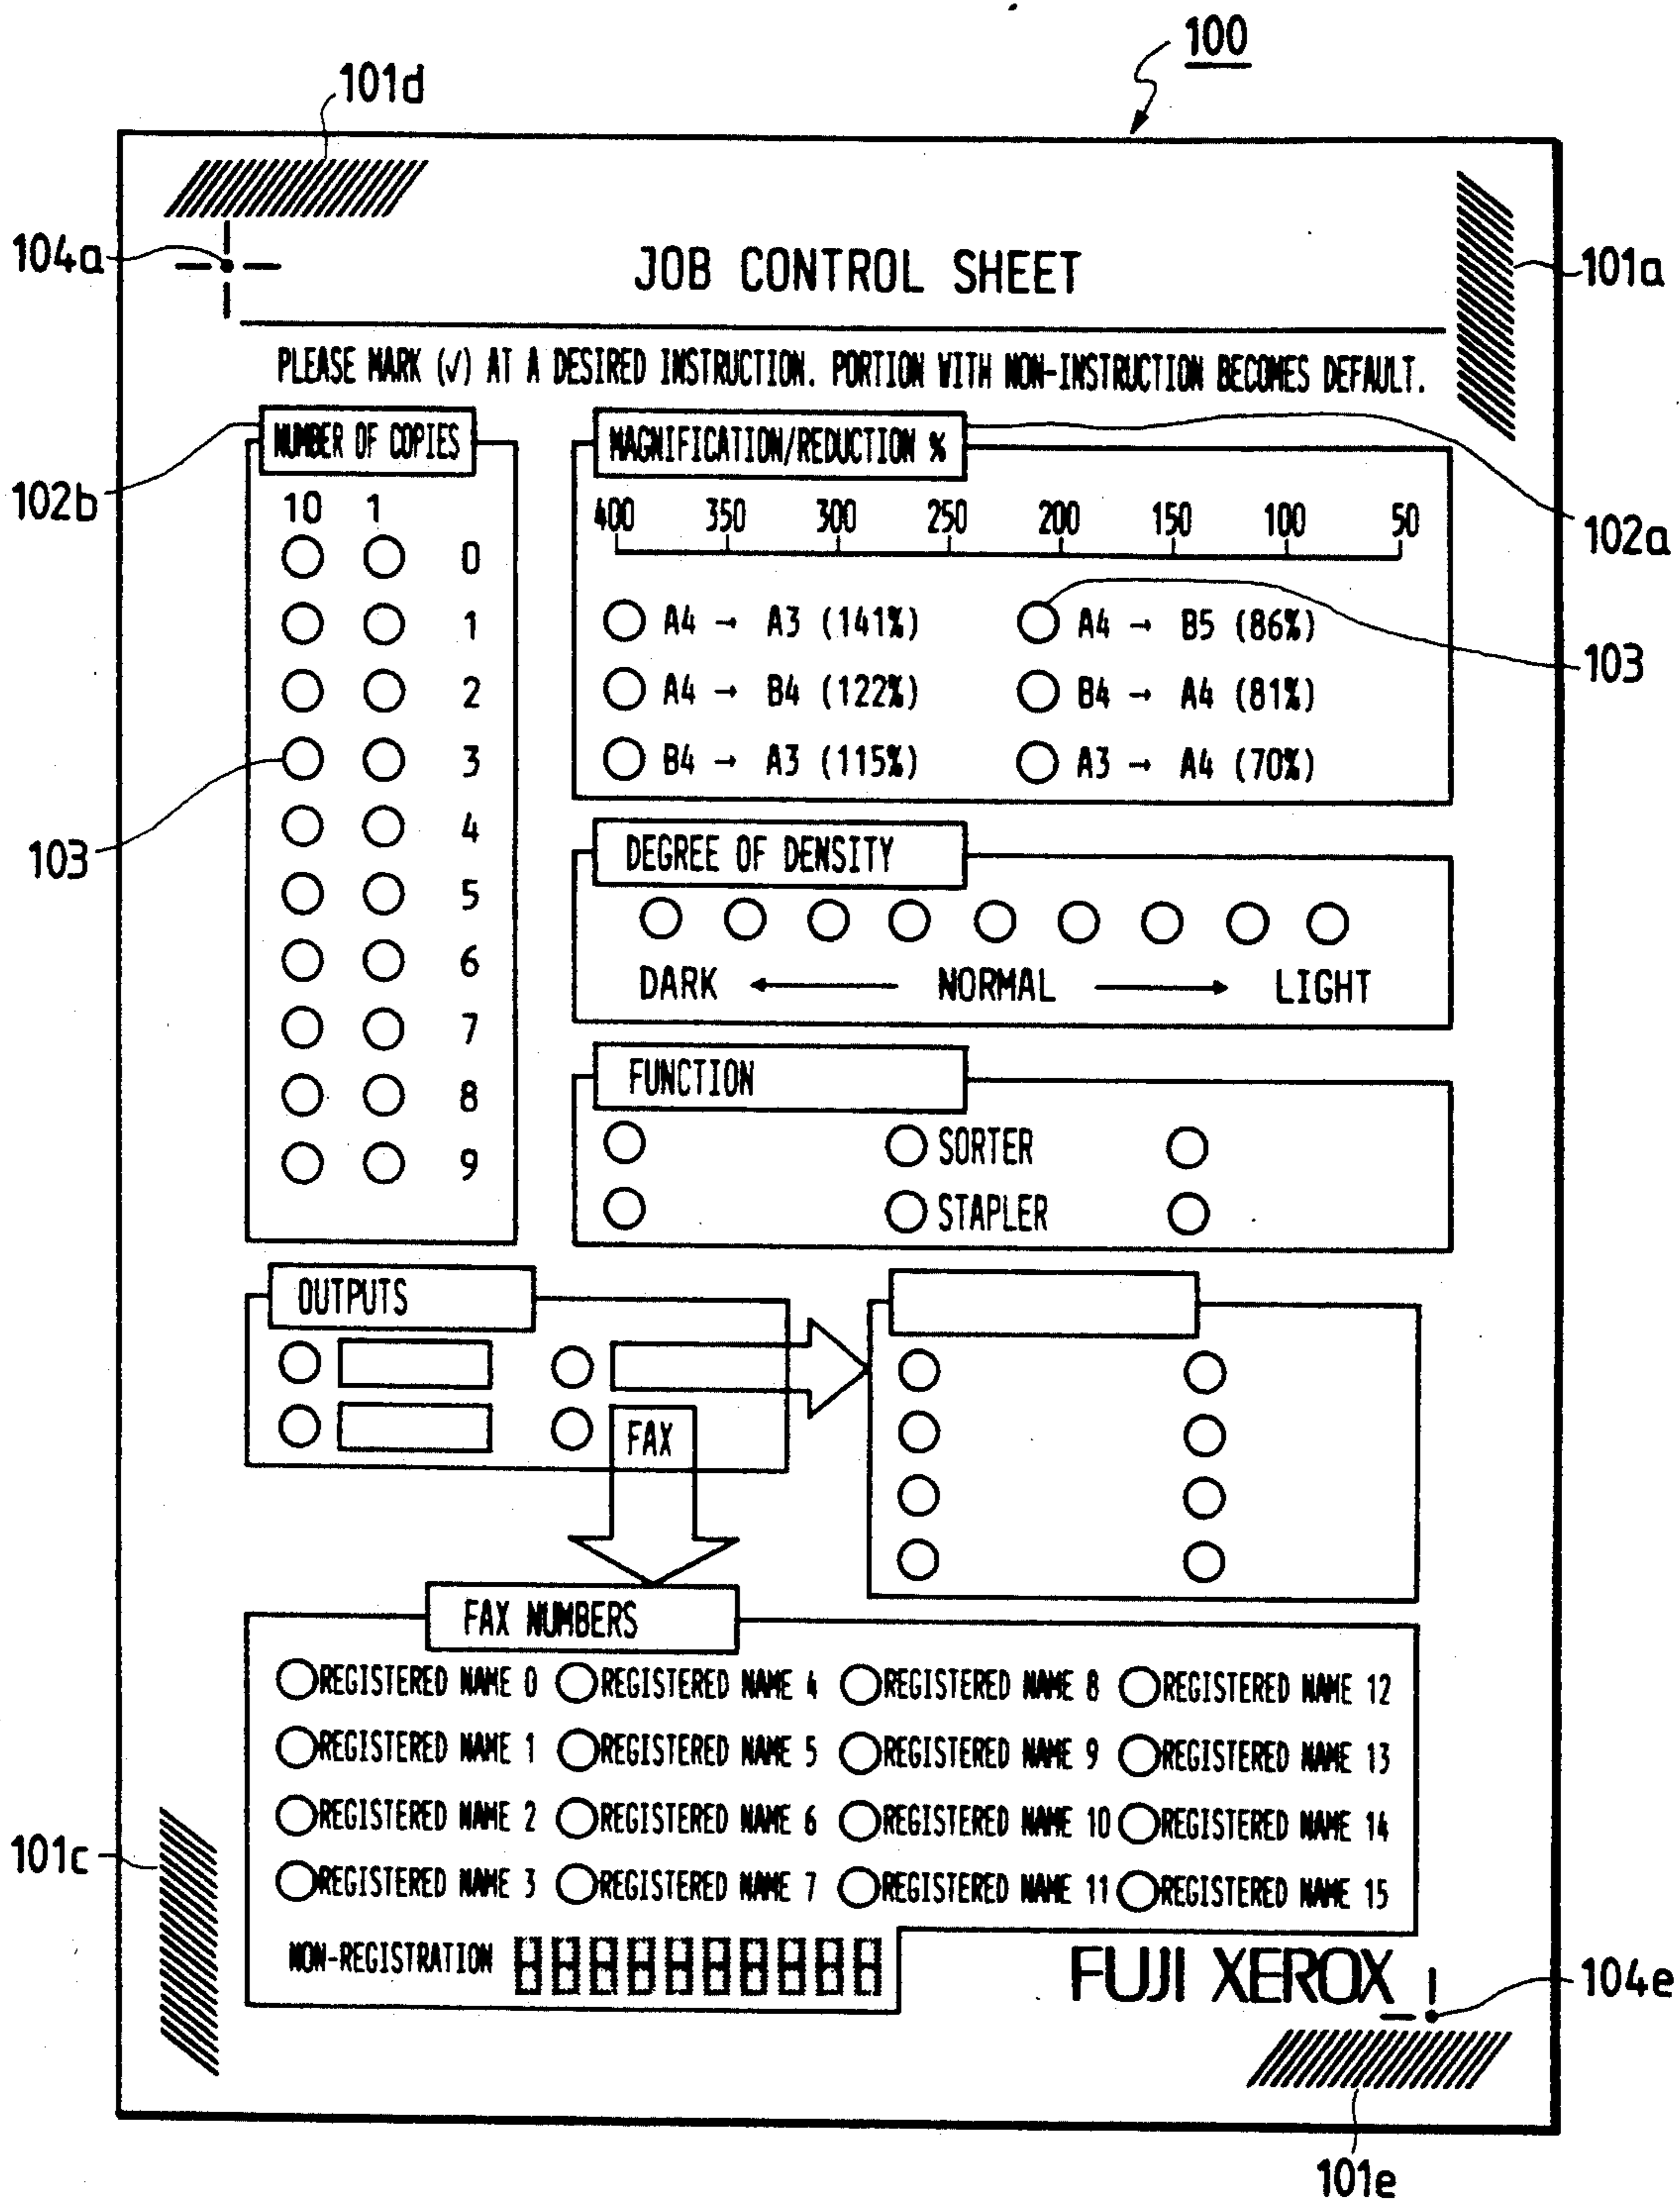 100
101d
104a
JOB CONTROL SHEET
101a
PLEASE MARK (✓) AT A DESIRED INSTRUCTION. PORTION WITH NON-INSTRUCTION BECOMES DEFAULT.
102b
NUMBER OF COPIES
10 1
0
1
2
3
4
5
6
7
8
9
103
MAGNIFICATION/REDUCTION %
400 350 300 250 200 150 100 50
102a
A4 → A3 (141%) A4 → B5 (86%)
103
A4 → B4 (122%) B4 → A4 (81%)
B4 → A3 (115%) A3 → A4 (70%)
DEGREE OF DENSITY
DARK ← NORMAL → LIGHT
FUNCTION
SORTER
STAPLER
OUTPUTS
FAX
FAX NUMBERS
REGISTERED NAME 0 REGISTERED NAME 4 REGISTERED NAME 8 REGISTERED NAME 12
REGISTERED NAME 1 REGISTERED NAME 5 REGISTERED NAME 9 REGISTERED NAME 13
REGISTERED NAME 2 REGISTERED NAME 6 REGISTERED NAME 10 REGISTERED NAME 14
101c
REGISTERED NAME 3 REGISTERED NAME 7 REGISTERED NAME 11 REGISTERED NAME 15
NON-REGISTRATION 8888888888
FUJI XEROX
104e
101e